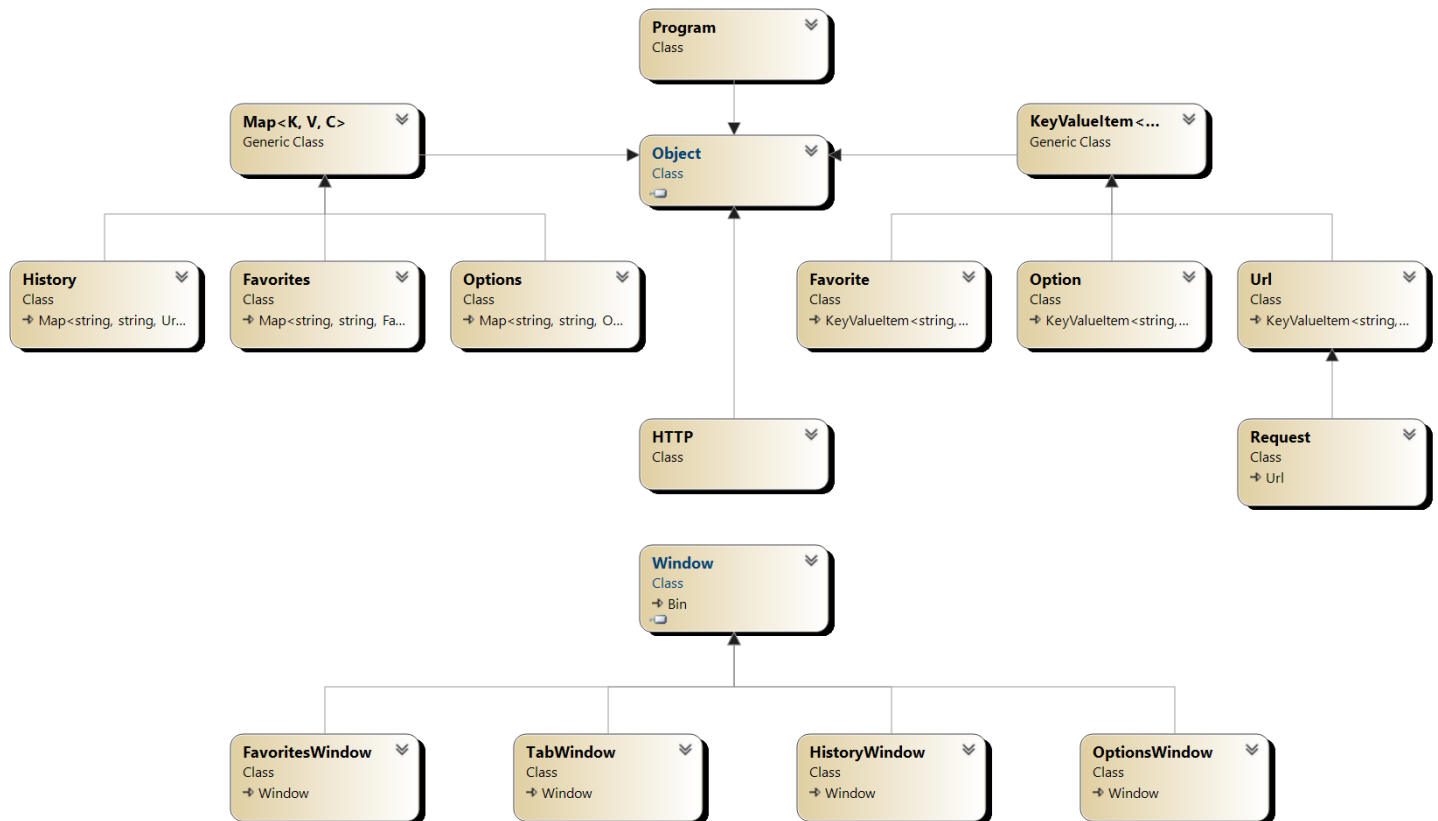 Program
Class
Map<K, V, C>
Generic Class
Object
Class
KeyValueItem<...
Generic Class
History
Class
Map<string, string, Ur...
Favorites
Class
Map<string, string, Fa...
Options
Class
Map<string, string, O...
Favorite
Class
KeyValueItem<string,...
Option
Class
KeyValueItem<string,...
Url
Class
KeyValueItem<string,...
HTTP
Class
Request
Class
Url
Window
Class
Bin
FavoritesWindow
Class
Window
TabWindow
Class
Window
HistoryWindow
Class
Window
OptionsWindow
Class
Window